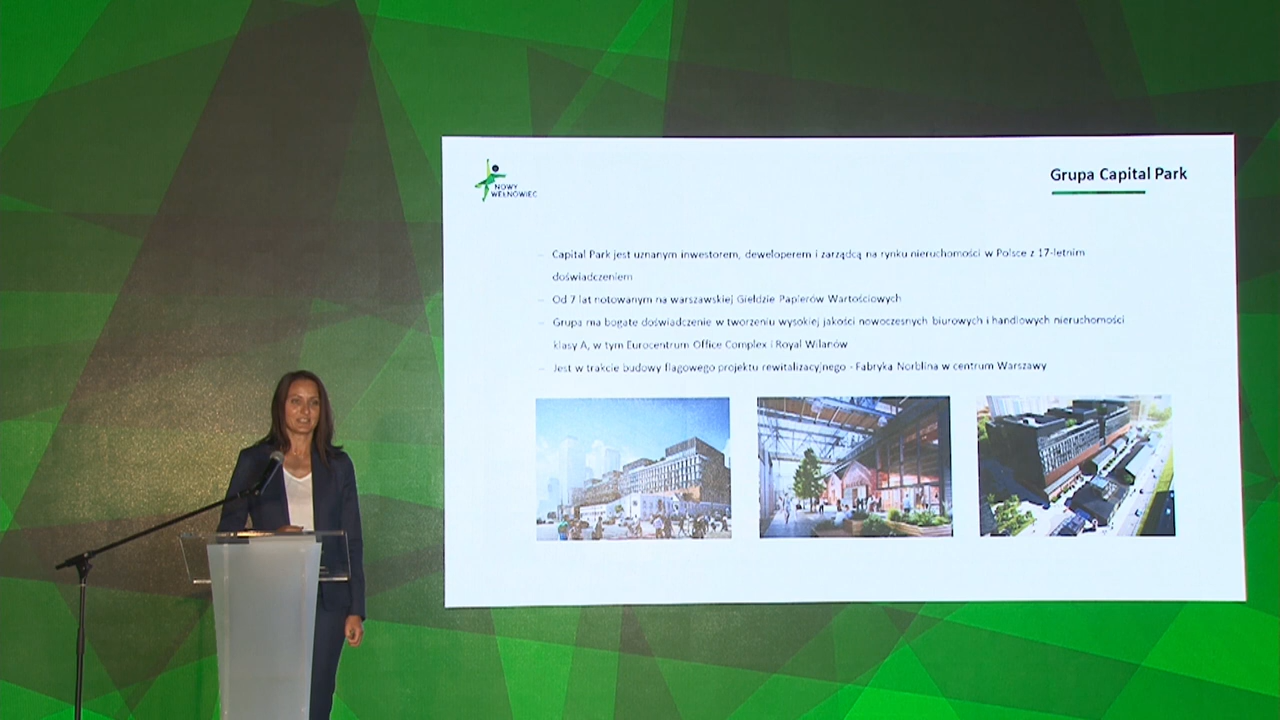 NOWY
WEŁNOWIEC
Grupa Capital Park
– Capital Park jest uznanym inwestorem, deweloperem i zarządcą na rynku nieruchomości w Polsce z 17-letnim
doświadczeniem
– Od 7 lat notowanym na warszawskiej Giełdzie Papierów Wartościowych
– Grupa ma bogate doświadczenie w tworzeniu wysokiej jakości nowoczesnych biurowych i handlowych nieruchomości
klasy A, w tym Eurocentrum Office Complex i Royal Wilanów
– Jest w trakcie budowy flagowego projektu rewitalizacyjnego - Fabryka Norblina w centrum Warszawy